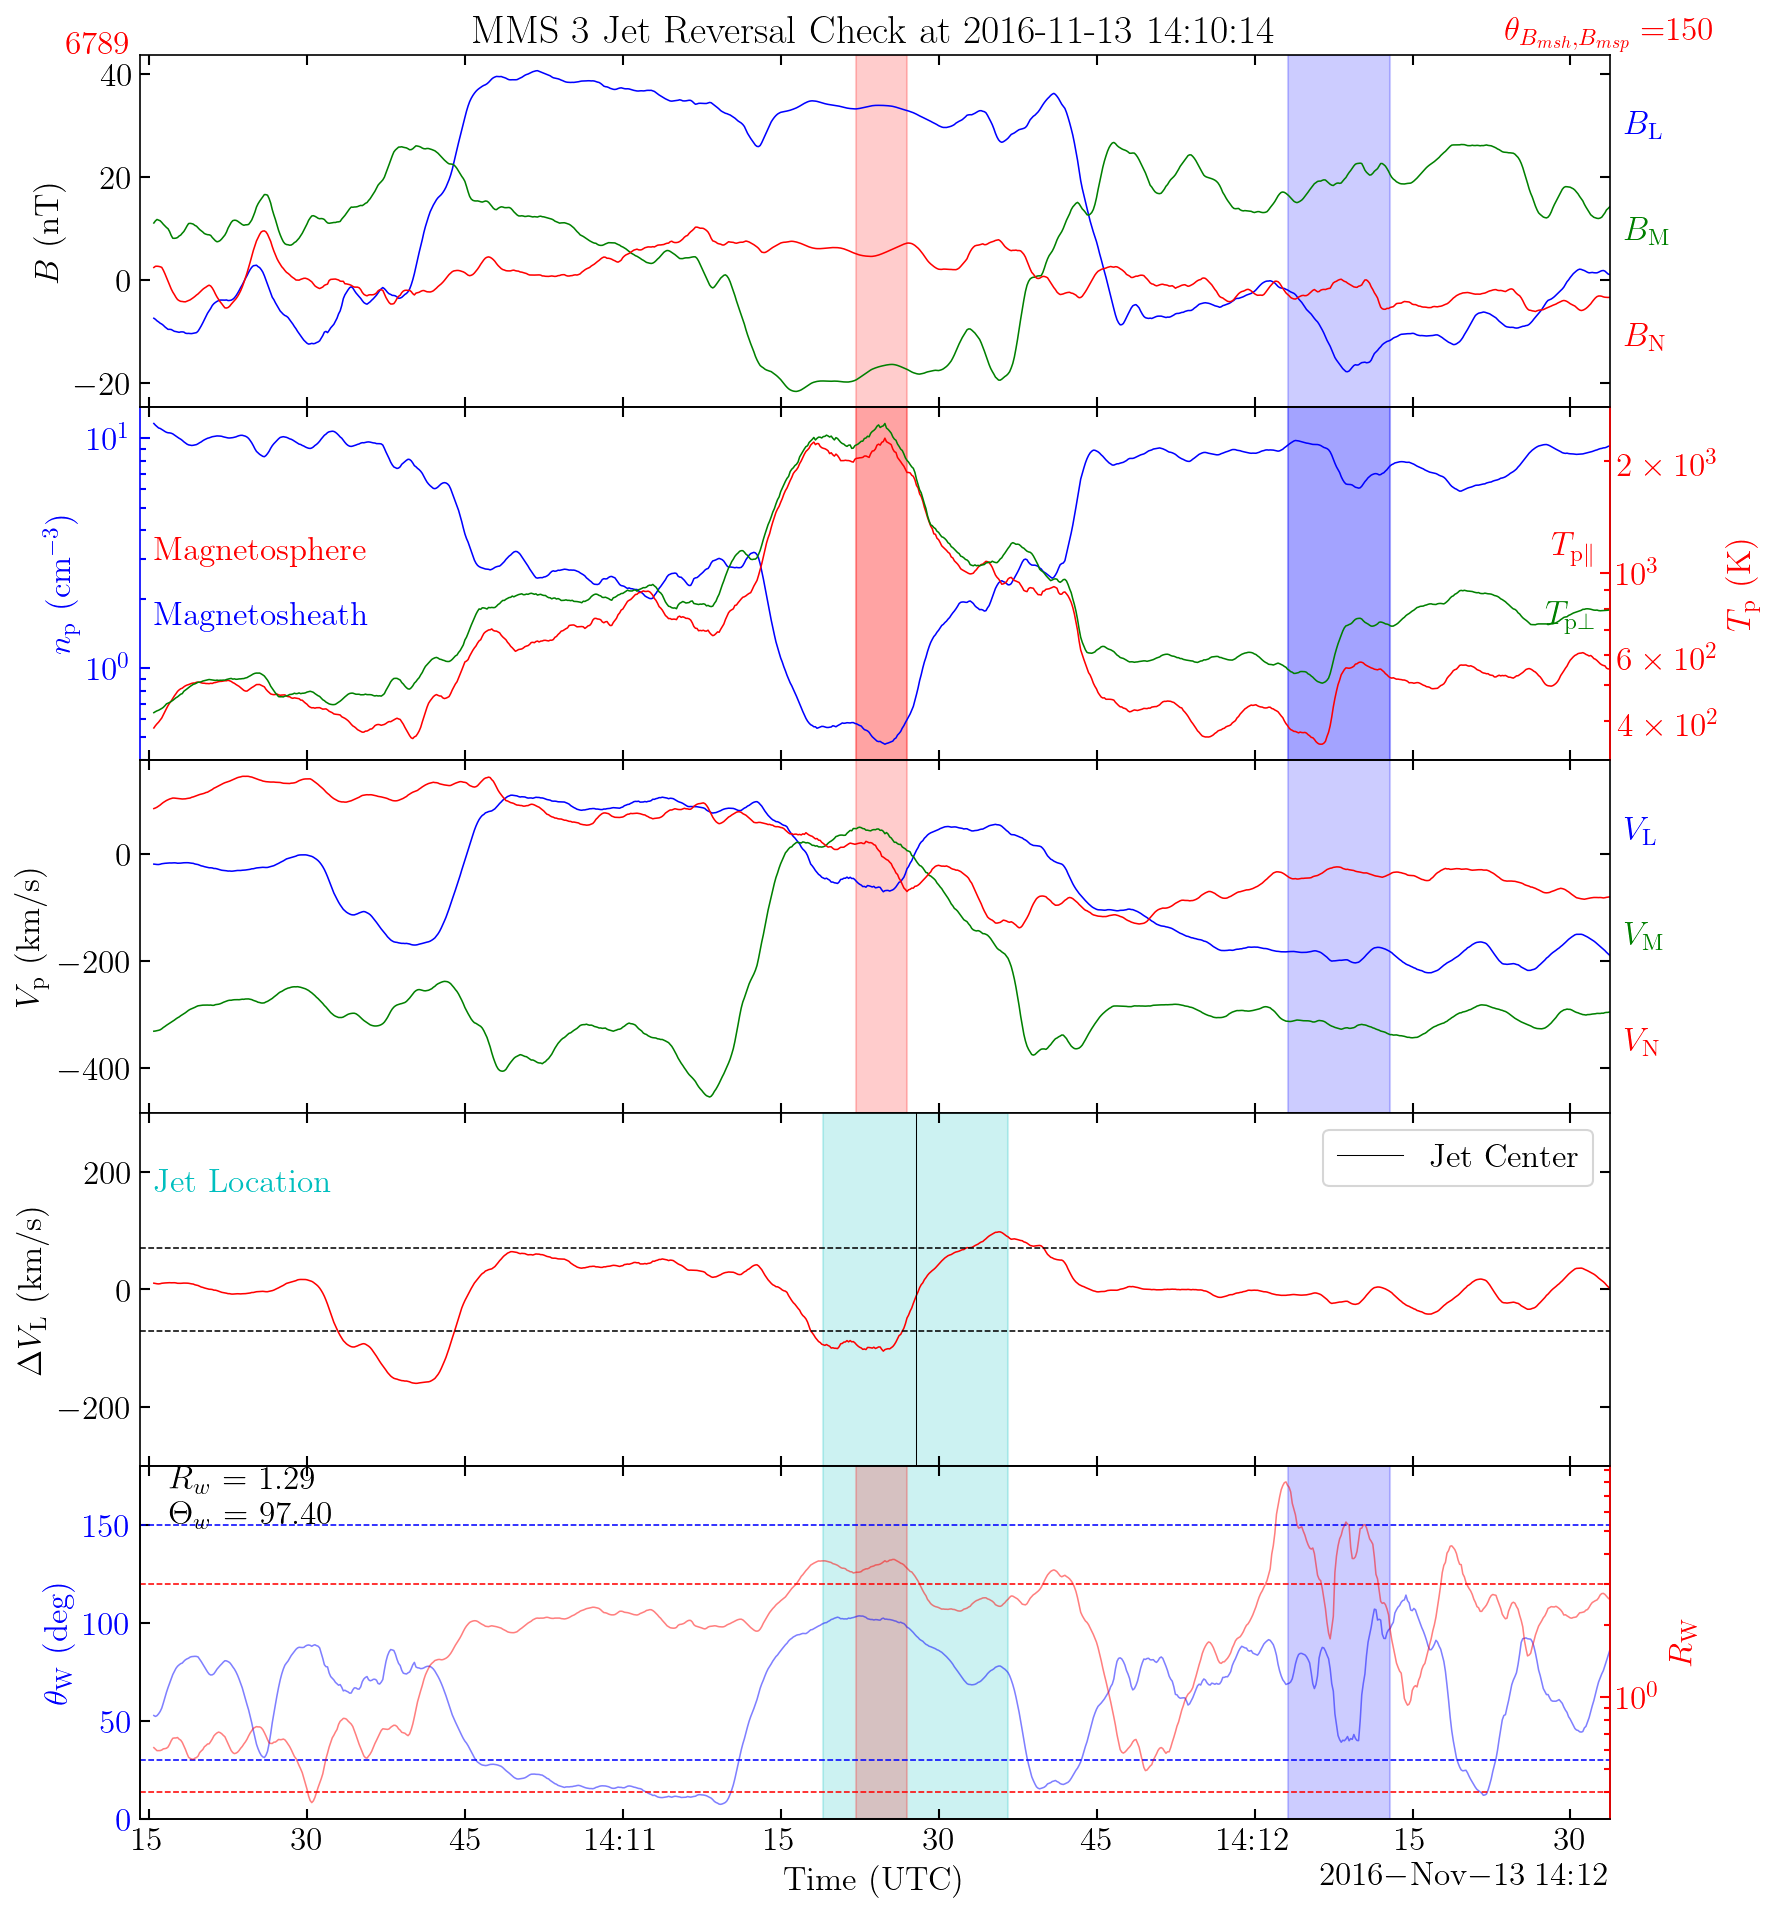 MMS 3 Jet Reversal Check at 2016-11-13 14:10:14
6789
θ_{B_{msh},B_{msp}} =150
B (nT)
40
20
0
−20
B_L
B_M
B_N
n_p (cm^{−3})
10^1
10^0
Magnetosphere
Magnetosheath
T_{p∥}
T_{p⊥}
2 × 10^3
10^3
6 × 10^2
4 × 10^2
T_p (K)
V_p (km/s)
0
−200
−400
V_L
V_M
V_N
ΔV_L (km/s)
200
0
−200
Jet Location
Jet Center
R_w = 1.29
Θ_w = 97.40
θ_W (deg)
150
100
50
0
10^0
R_W
15 30 45 14:11 15 30 45 14:12 15 30
Time (UTC)
2016−Nov−13 14:12